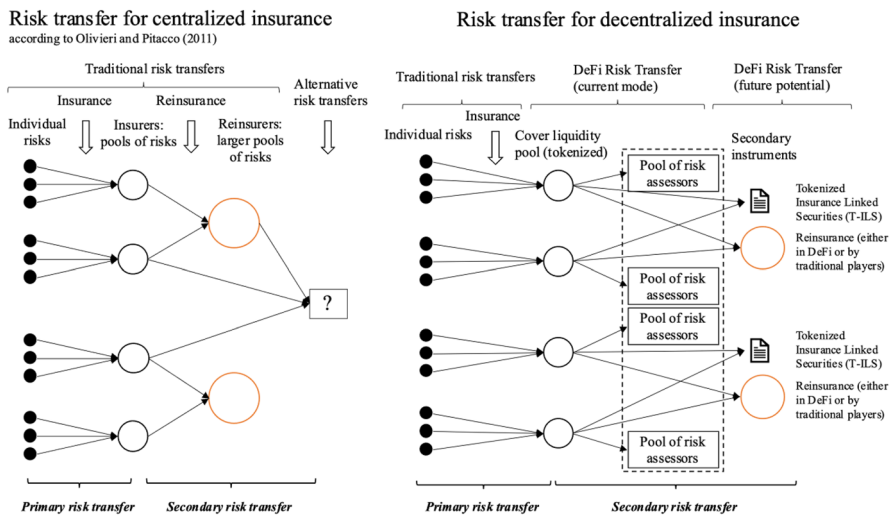 Risk transfer for centralized insurance
according to Olivieri and Pitacco (2011)
Traditional risk transfers
Alternative
risk transfers
Insurance
Reinsurance
Individual
risks
Insurers:
pools of risks
Reinsurers:
larger pools
of risks
?
Primary risk transfer
Secondary risk transfer
Risk transfer for decentralized insurance
Traditional risk transfers
DeFi Risk Transfer
(current mode)
DeFi Risk Transfer
(future potential)
Insurance
Individual risks
Cover liquidity
pool (tokenized)
Secondary
instruments
Pool of risk
assessors
Tokenized
Insurance Linked
Securities (T-ILS)
Reinsurance (either
in DeFi or by
traditional players)
Pool of risk
assessors
Pool of risk
assessors
Tokenized
Insurance Linked
Securities (T-ILS)
Reinsurance (either
in DeFi or by
traditional players)
Pool of risk
assessors
Primary risk transfer
Secondary risk transfer